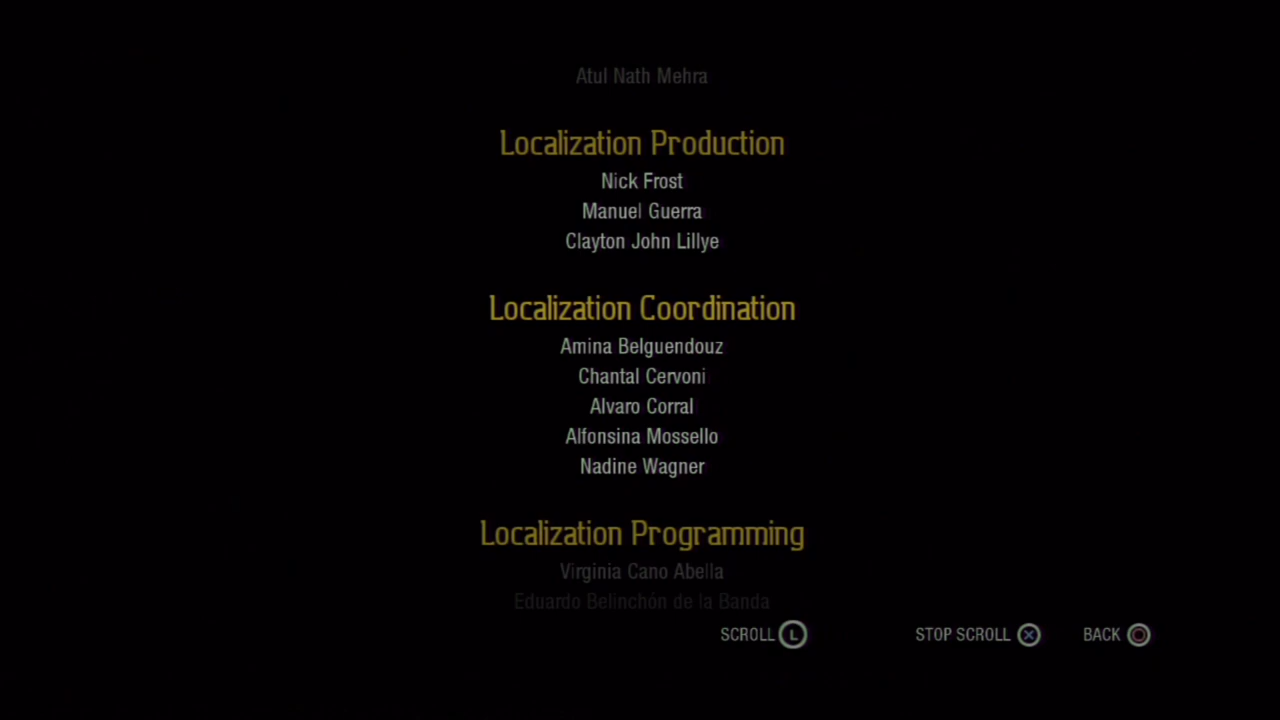 Atul Nath Mehra
Localization Production
Nick Frost
Manuel Guerra
Clayton John Lillye
Localization Coordination
Amina Belguendouz
Chantal Cervoni
Alvaro Corral
Alfonsina Mossello
Nadine Wagner
Localization Programming
Virginia Cano Abella
Eduardo Belinchón de la Banda
SCROLL L STOP SCROLL BACK